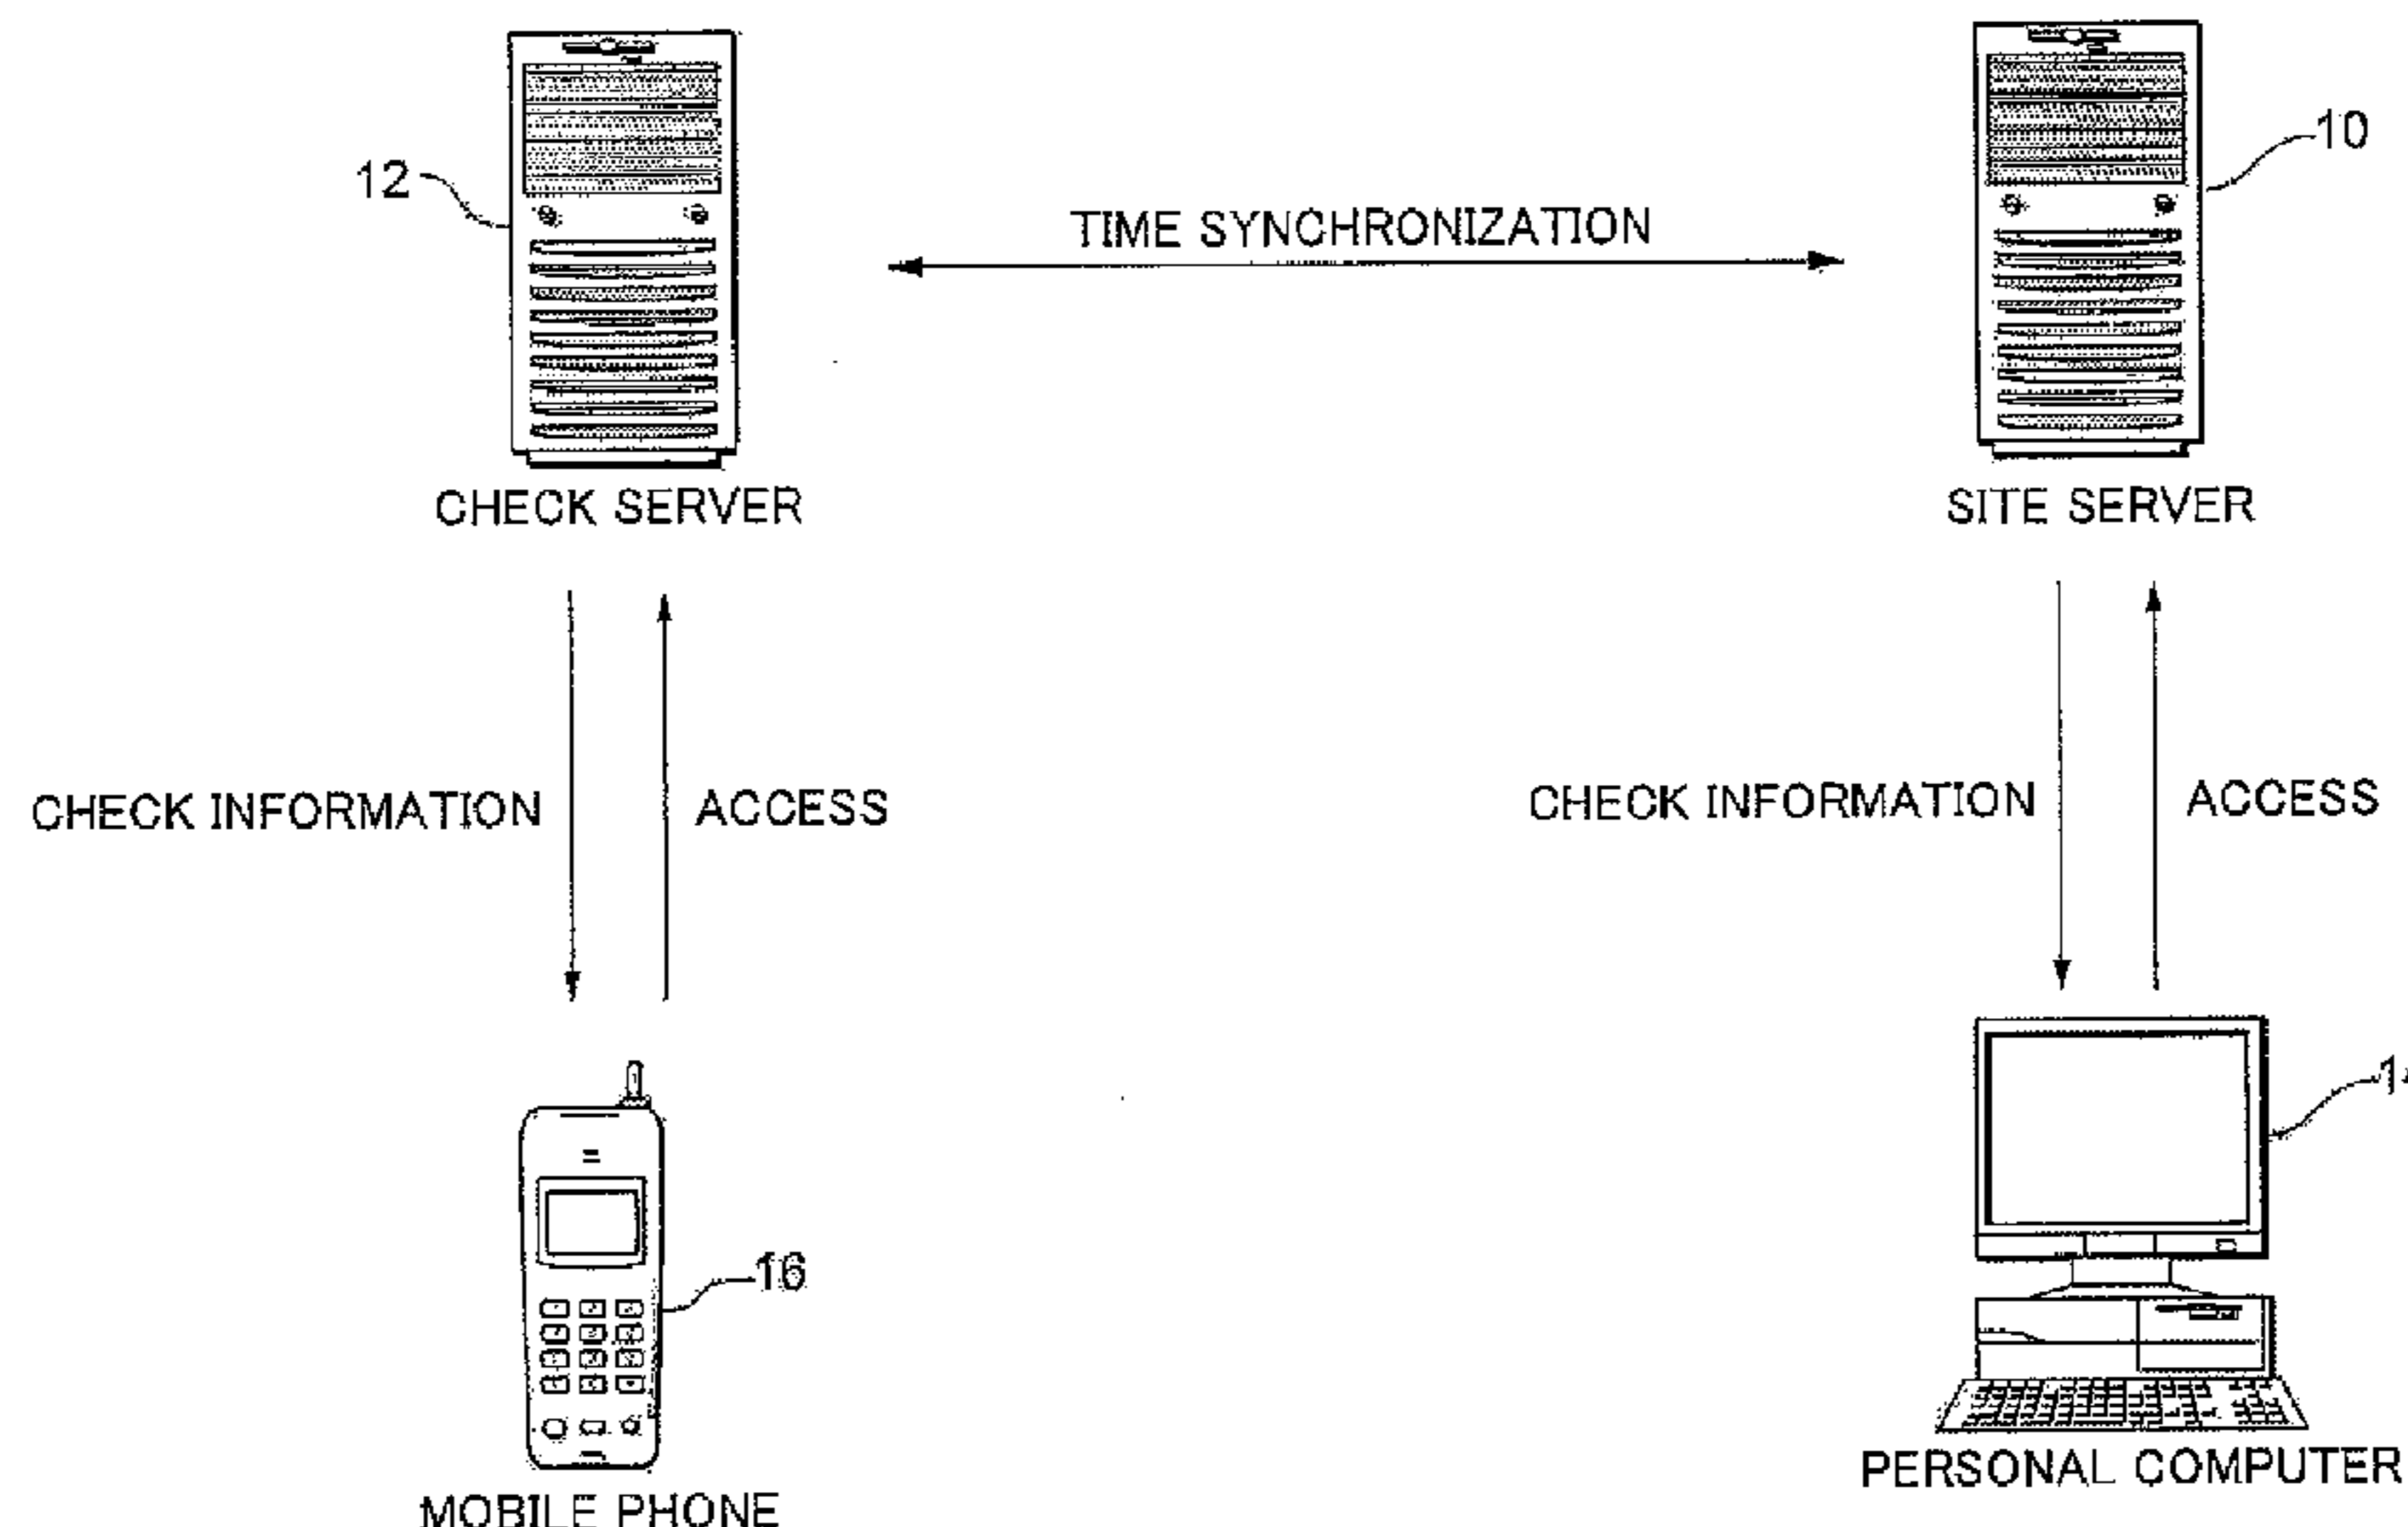 10
12
TIME SYNCHRONIZATION
CHECK SERVER
SITE SERVER
CHECK INFORMATION
ACCESS
CHECK INFORMATION
ACCESS
16
PERSONAL COMPUTER
MOBILE PHONE